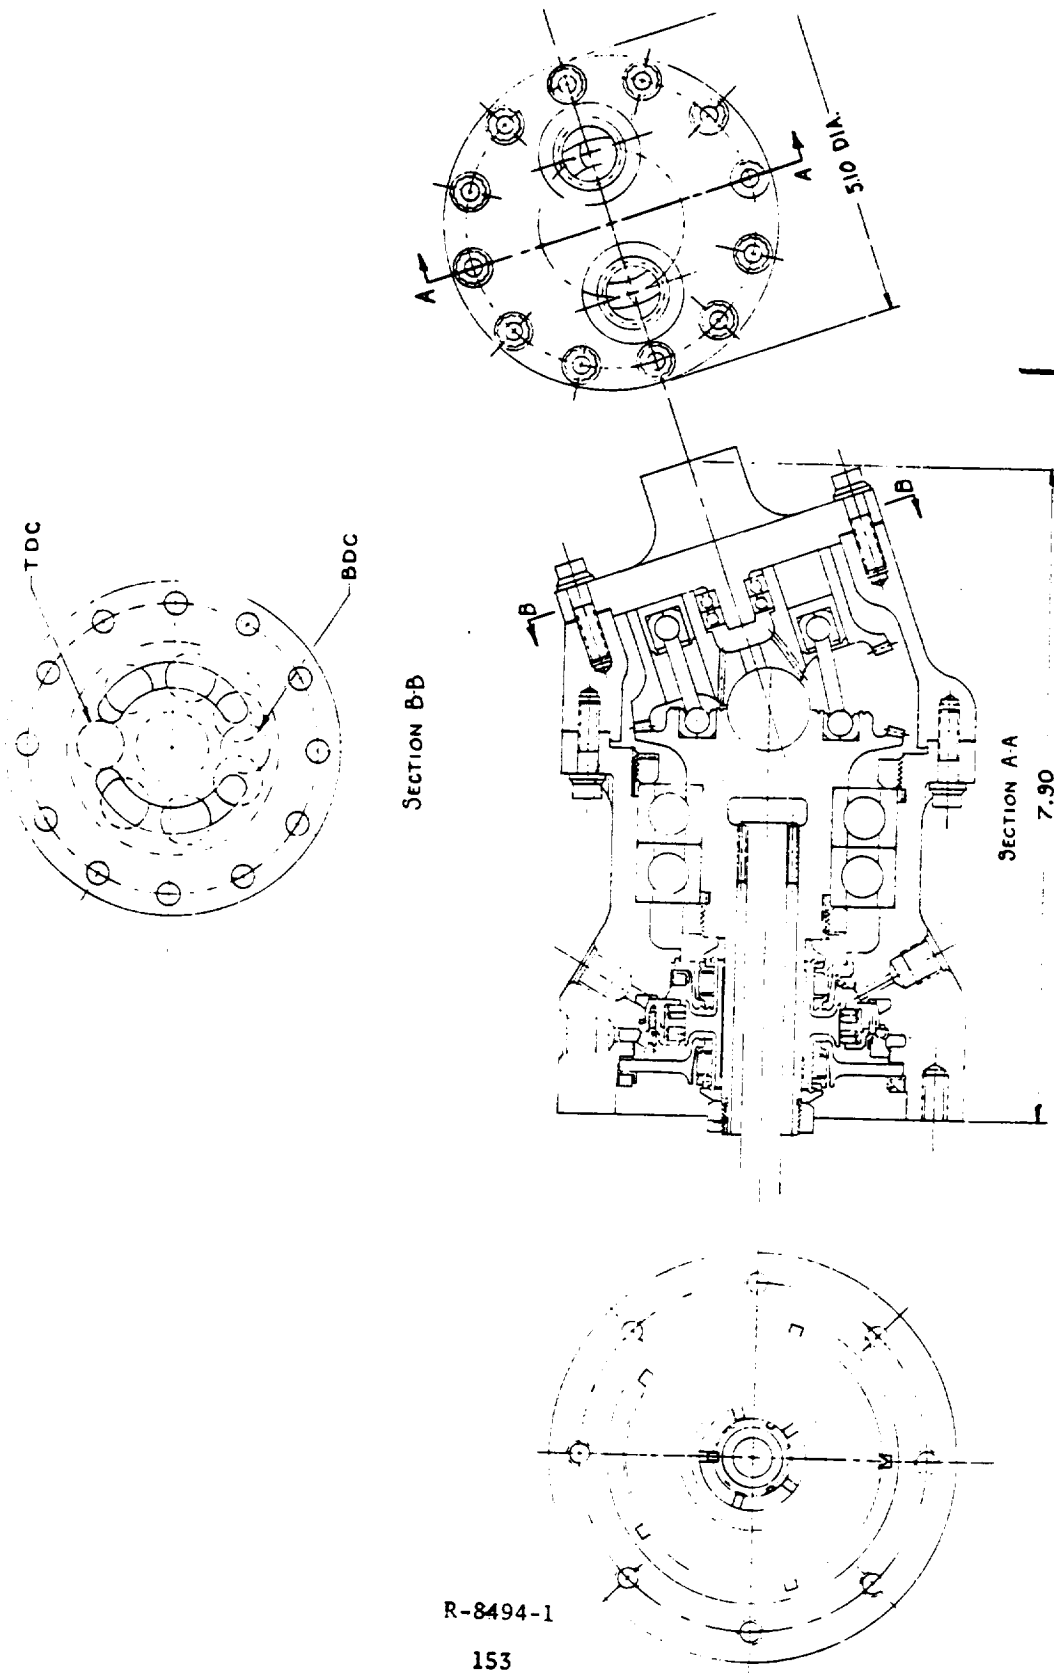 TDC
BDC
SECTION B-B
A
A
5.10 DIA.
B
B
SECTION A-A
7.90
R-8494-1
153